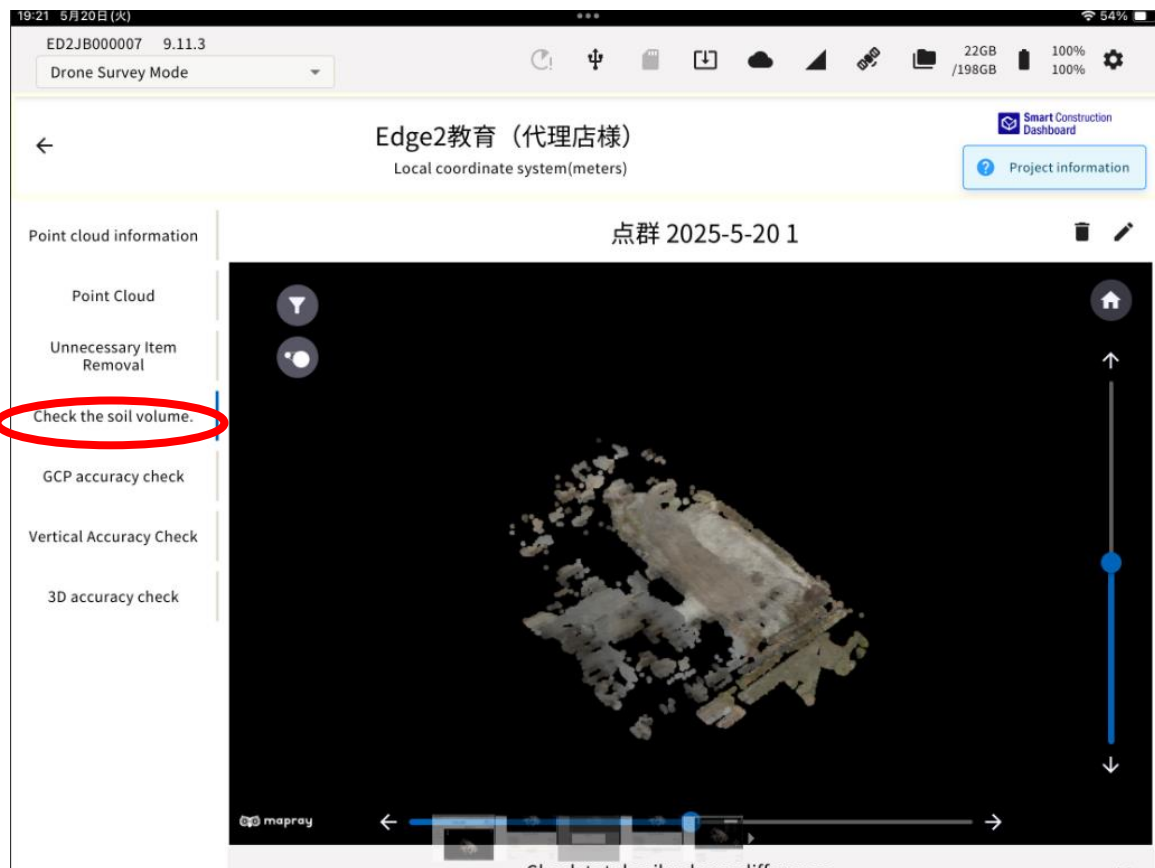 19:21 5月20日(火)
54%
ED2JB000007 9.11.3
Drone Survey Mode
22GB
/198GB
100%
100%
Edge2教育（代理店様）
Local coordinate system(meters)
Smart Construction
Dashboard
Project information
Point cloud information
点群 2025-5-20 1
Point Cloud
Unnecessary Item
Removal
Check the soil volume.
GCP accuracy check
Vertical Accuracy Check
3D accuracy check
mapray